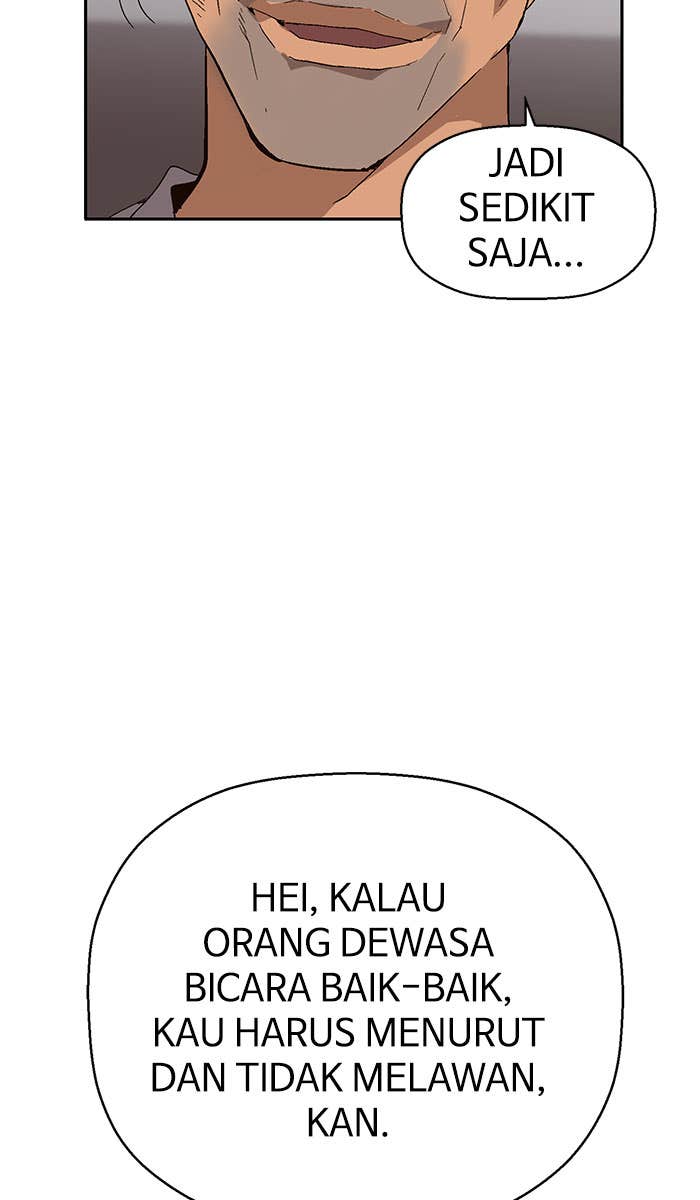 JADI
SEDIKIT
SAJA...
HEI, KALAU
ORANG DEWASA
BICARA BAIK-BAIK,
KAU HARUS MENURUT
DAN TIDAK MELAWAN,
KAN.